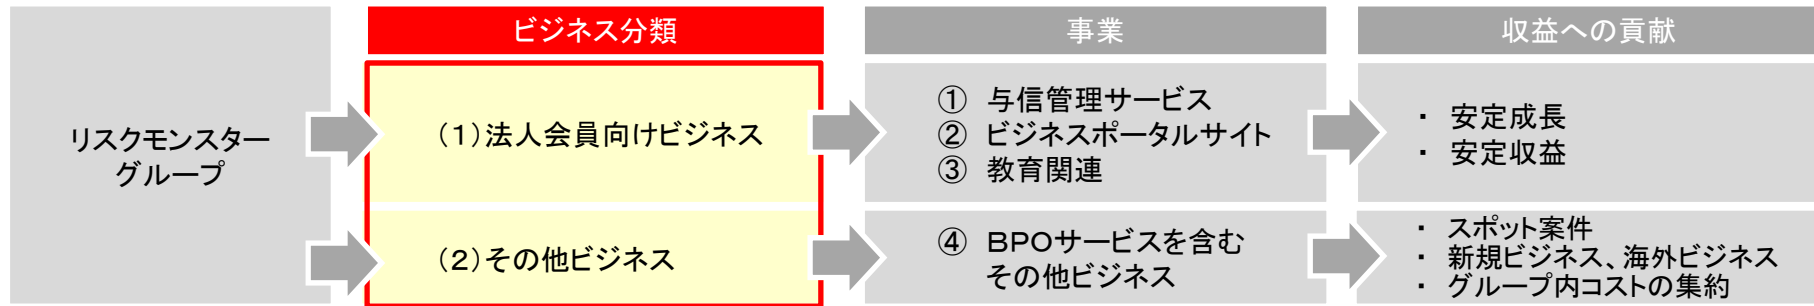 ビジネス分類
事業
収益への貢献
リスクモンスター
グループ
（１）法人会員向けビジネス
① 与信管理サービス
② ビジネスポータルサイト
③ 教育関連
・ 安定成長
・ 安定収益
（２）その他ビジネス
④ ＢＰＯサービスを含む
その他ビジネス
・ スポット案件
・ 新規ビジネス、海外ビジネス
・ グループ内コストの集約